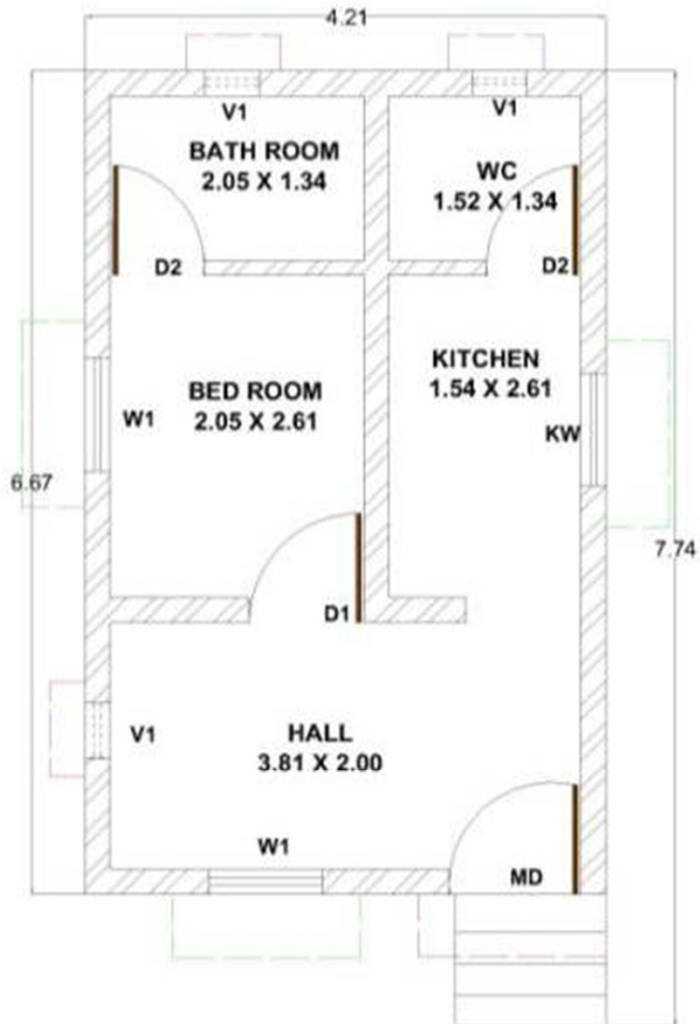 4.21
V1
V1
BATH ROOM
2.05 X 1.34
WC
1.52 X 1.34
D2
D2
KITCHEN
1.54 X 2.61
BED ROOM
2.05 X 2.61
W1
KW
6.67
7.74
D1
V1
HALL
3.81 X 2.00
W1
MD